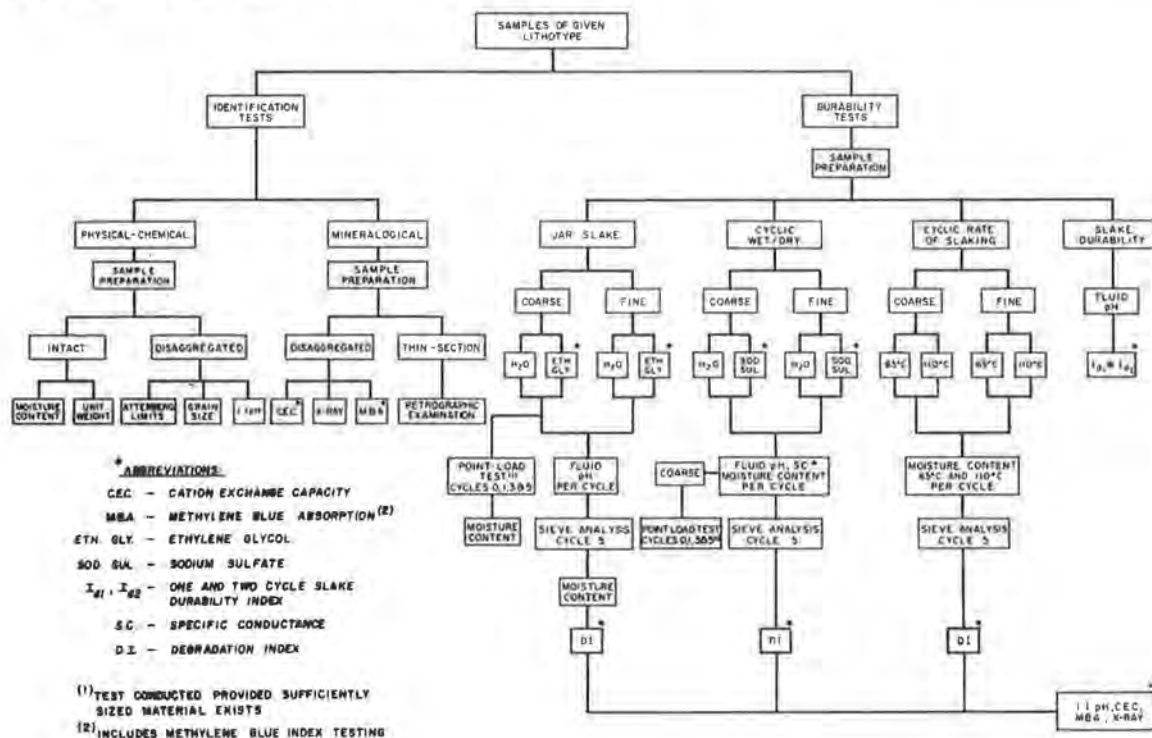 SAMPLES OF GIVEN
LITHOTYPE
IDENTIFICATION
TESTS
DURABILITY
TESTS
SAMPLE
PREPARATION
PHYSICAL-CHEMICAL
MINERALOGICAL
JAR SLAKE
CYCLIC
WET/DRY
CYCLIC RATE
OF SLAKING
SLAKE
DURABILITY
SAMPLE
PREPARATION
SAMPLE
PREPARATION
COARSE
FINE
COARSE
FINE
COARSE
FINE
FLUID
pH
INTACT
DISAGGREGATED
DISAGGREGATED
THIN-SECTION
H₂O
ETH
GLY
*
H₂O
ETH
GLY
*
H₂O
SOD
SUL
*
H₂O
SOD
SUL
*
65°C
110°C
65°C
110°C
*
MOISTURE
CONTENT
UNIT
WEIGHT
ATTERBERG
LIMITS
GRAIN
SIZE
CEC*
X-RAY
M.B.A*
PETROGRAPHIC
EXAMINATION
POINT-LOAD
TEST(1)
CYCLES 0,1,3&5
FLUID
pH
PER CYCLE
COARSE
FLUID pH, SC*
MOISTURE CONTENT
PER CYCLE
MOISTURE CONTENT
65°C AND 110°C
PER CYCLE
MOISTURE
CONTENT
SIEVE ANALYSIS
CYCLE 5
POINT LOAD TEST
CYCLES 0,1,3&5
SIEVE ANALYSIS
CYCLE 5
SIEVE ANALYSIS
CYCLE 5
MOISTURE
CONTENT
DI*
DI*
DI*
pH, CEC,
MBA, X-RAY
*
* ABBREVIATIONS:
CEC - CATION EXCHANGE CAPACITY
M.B.A - METHYLENE BLUE ABSORPTION(2)
ETH. GLY. - ETHYLENE GLYCOL
SOD SUL - SODIUM SULFATE
I_d1, I_d2 - ONE AND TWO CYCLE SLAKE
DURABILITY INDEX
S.C. - SPECIFIC CONDUCTANCE
D.I. - DEGRADATION INDEX
(1) TEST CONDUCTED PROVIDED SUFFICIENTLY
SIZED MATERIAL EXISTS
(2) INCLUDES METHYLENE BLUE INDEX TESTING